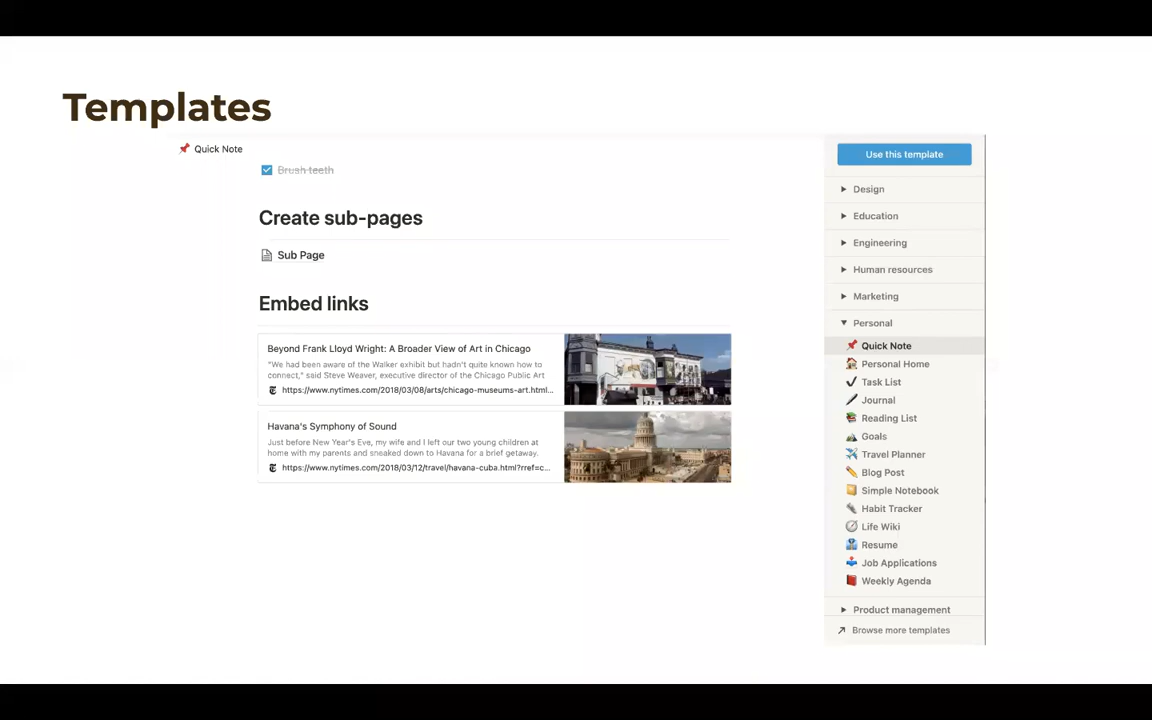 Templates
Quick Note
Brush teeth
Create sub-pages
Sub Page
Embed links
Beyond Frank Lloyd Wright: A Broader View of Art in Chicago
"We had been aware of the Walker exhibit but hadn't quite known how to
connect," said Steve Weaver, executive director of the Chicago Public Art
https://www.nytimes.com/2018/03/08/arts/chicago-museums-art.html...
Havana's Symphony of Sound
Just before New Year's Eve, my wife and I left our two young children at
home with my parents and sneaked down to Havana for a brief getaway.
https://www.nytimes.com/2018/03/12/travel/havana-cuba.html?rref=c...
Use this template
Design
Education
Engineering
Human resources
Marketing
Personal
Quick Note
Personal Home
Task List
Journal
Reading List
Goals
Travel Planner
Blog Post
Simple Notebook
Habit Tracker
Life Wiki
Resume
Job Applications
Weekly Agenda
Product management
Browse more templates